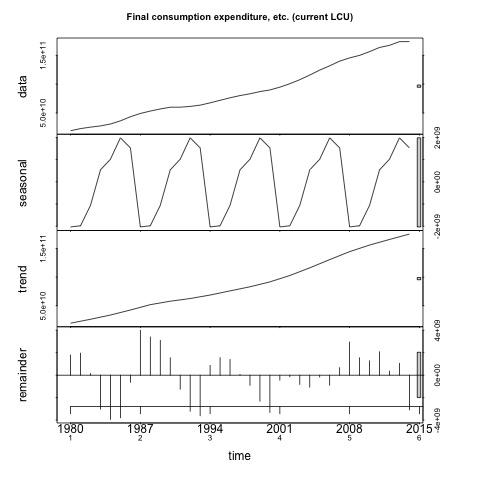 Final consumption expenditure, etc. (current LCU)
data
5.0e+10 1.5e+11
seasonal
-2e+09 0e+00 2e+09
trend
5.0e+10 1.5e+11
remainder
-4e+09 0e+00 4e+09
1980 1987 1994 2001 2008 2015
1 2 3 4 5 6
time